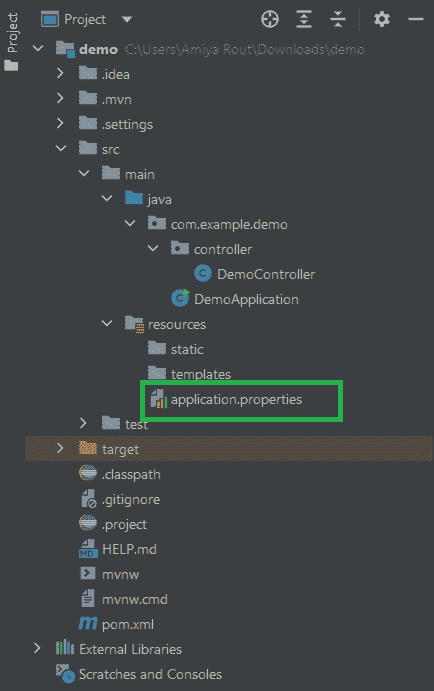 Project
Project
demo C:\Users\Amiya Rout\Downloads\demo
.idea
.mvn
.settings
src
main
java
com.example.demo
controller
C DemoController
C DemoApplication
resources
static
templates
application.properties
test
target
.classpath
.gitignore
.project
MD HELP.md
mvnw
mvnw.cmd
m pom.xml
External Libraries
Scratches and Consoles